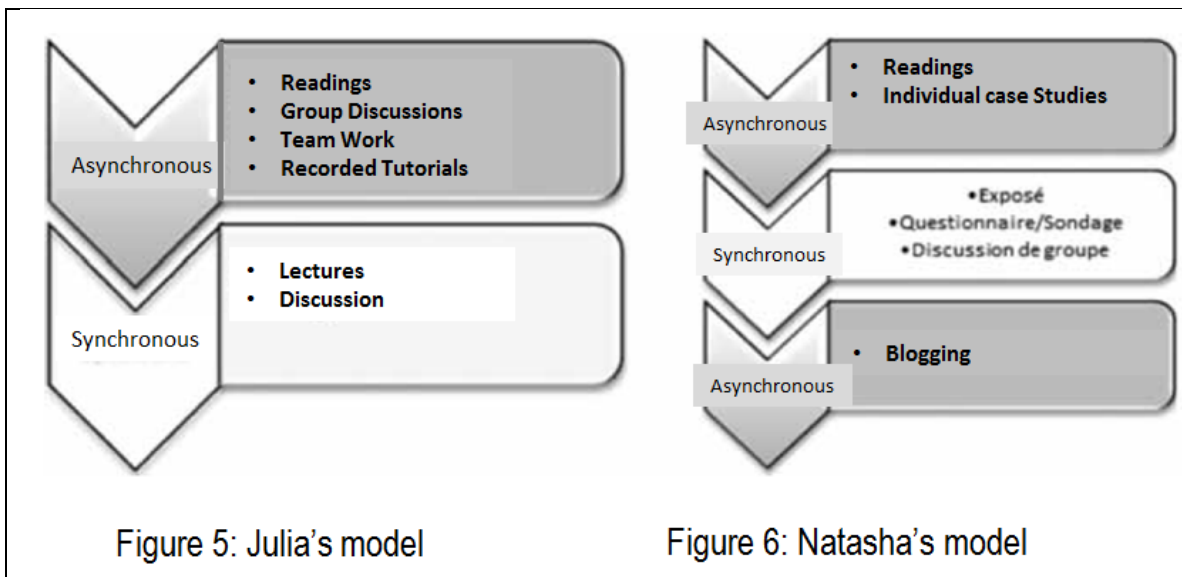 Asynchronous
• Readings
• Group Discussions
• Team Work
• Recorded Tutorials
Synchronous
• Lectures
• Discussion
Figure 5: Julia's model
Asynchronous
• Readings
• Individual case Studies
Synchronous
•Exposé
•Questionnaire/Sondage
•Discussion de groupe
Asynchronous
• Blogging
Figure 6: Natasha's model